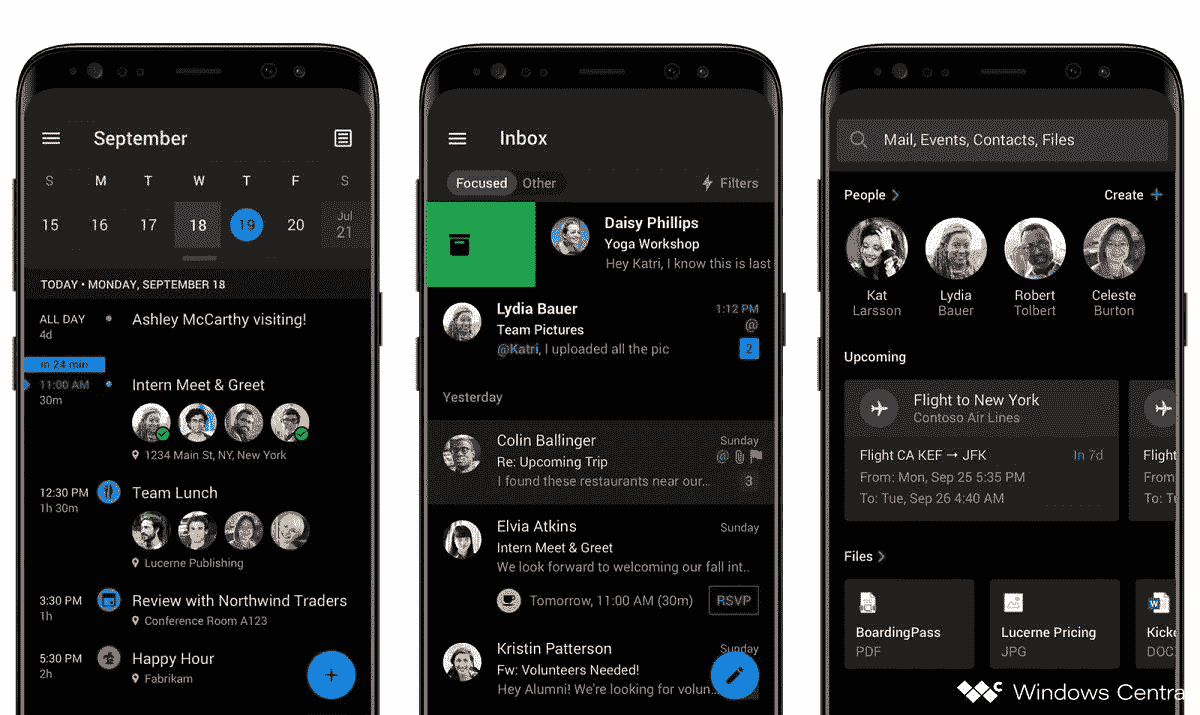 September
S M T W T F S
15 16 17 18 19 20 Jul 21
TODAY • MONDAY, SEPTEMBER 18
ALL DAY Ashley McCarthy visiting!
4d
in 24 min
11:00 AM Intern Meet & Greet
30m
1234 Main St, NY, New York
12:30 PM Team Lunch
1h 30m
Lucerne Publishing
3:30 PM Review with Northwind Traders
1h Conference Room A123
5:30 PM Happy Hour
2h Fabrikam
Inbox
Focused Other Filters
Daisy Phillips
Yoga Workshop
Hey Katri, I know this is last
Lydia Bauer 1:12 PM
Team Pictures @
@Katri, I uploaded all the pic 2
Yesterday
Colin Ballinger Sunday
Re: Upcoming Trip @
I found these restaurants near our... 3
Elvia Atkins Sunday
Intern Meet & Greet
We look forward to welcoming our fall int..
Tomorrow, 11:00 AM (30m) RSVP
Kristin Patterson Sunday
Fw: Volunteers Needed!
Hey Alumni! We're looking for volun...
Mail, Events, Contacts, Files
People Create +
Kat Larsson
Lydia Bauer
Robert Tolbert
Celeste Burton
Upcoming
Flight to New York
Contoso Air Lines
Flight CA KEF → JFK In 7d
From: Mon, Sep 25 5:35 PM
To: Tue, Sep 26 4:40 AM
Flight
From:
To: T
Files
BoardingPass
PDF
Lucerne Pricing
JPG
Kick
DOC
Windows Centra